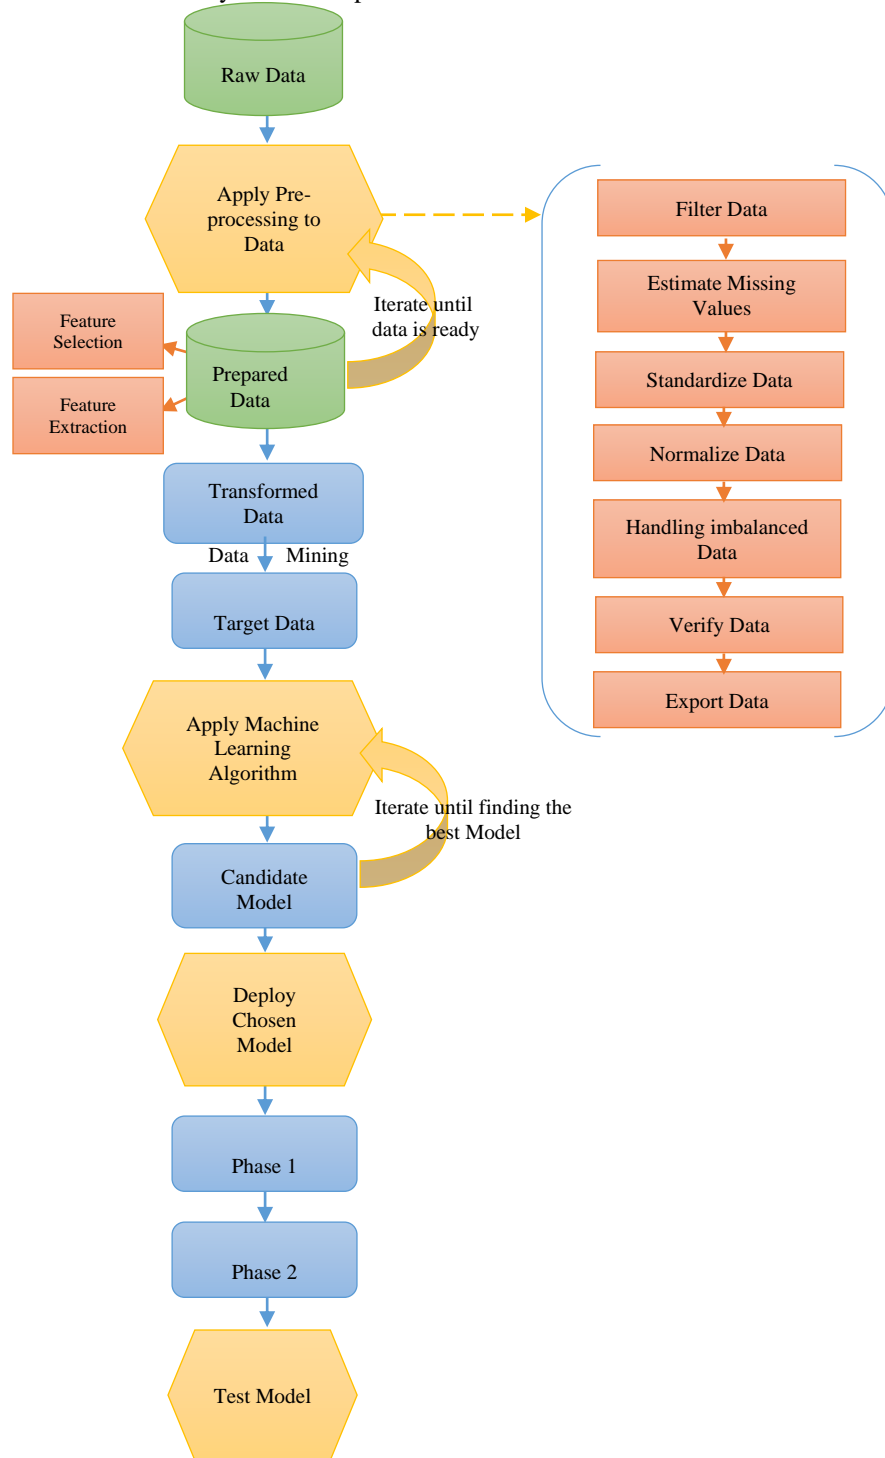 Raw Data
Apply Pre-
processing to
Data
Iterate until
data is ready
Feature
Selection
Feature
Extraction
Prepared
Data
Transformed
Data
Data Mining
Target Data
Apply Machine
Learning
Algorithm
Iterate until finding the
best Model
Candidate
Model
Deploy
Chosen
Model
Phase 1
Phase 2
Test Model
Filter Data
Estimate Missing
Values
Standardize Data
Normalize Data
Handling imbalanced
Data
Verify Data
Export Data